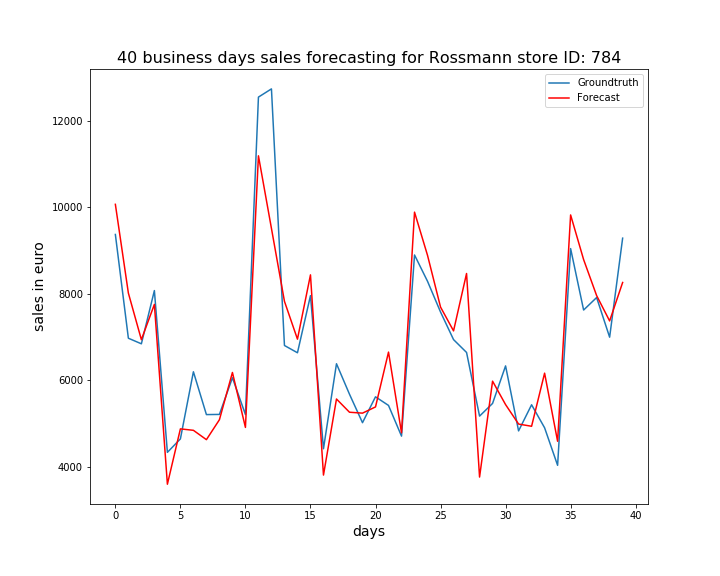 40 business days sales forecasting for Rossmann store ID: 784
Groundtruth
Forecast
12000
10000
8000
6000
4000
sales in euro
0 5 10 15 20 25 30 35 40
days